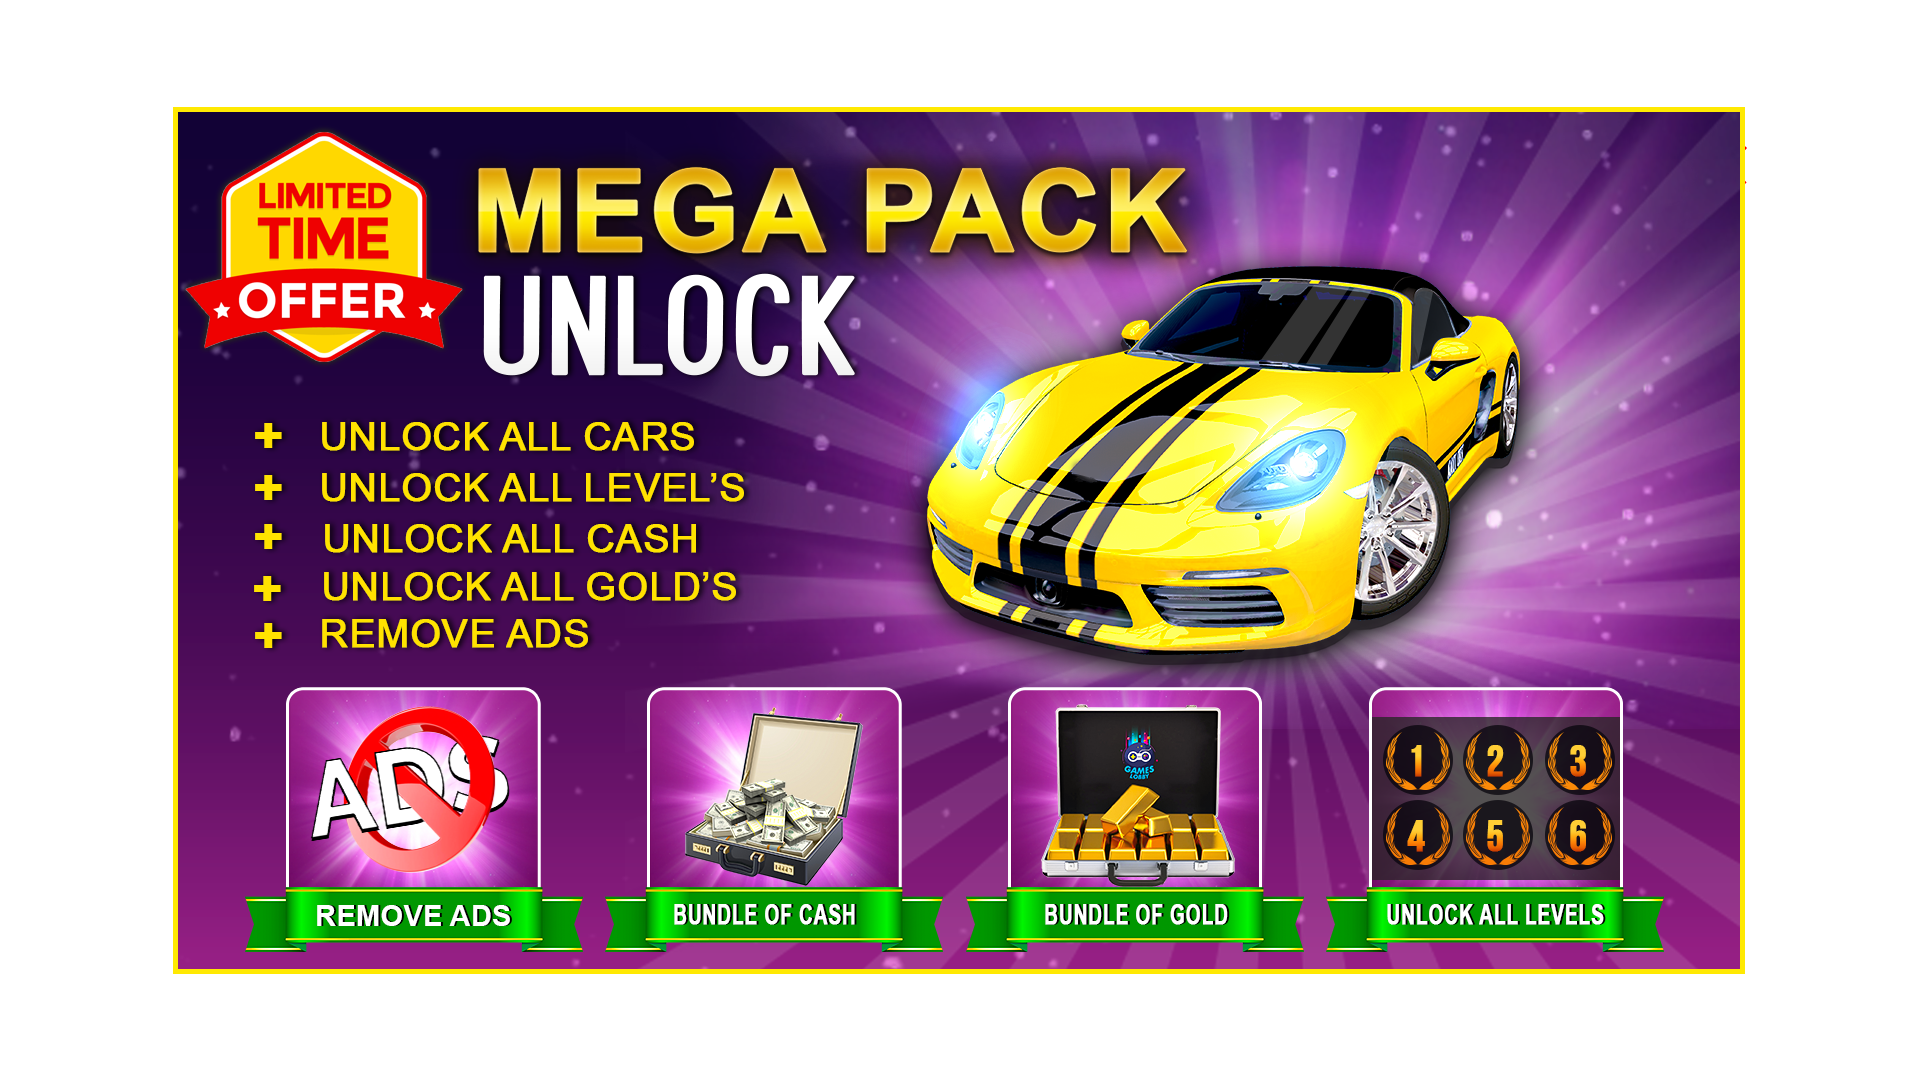 LIMITED
TIME
OFFER
MEGA PACK
UNLOCK
+ UNLOCK ALL CARS
+ UNLOCK ALL LEVEL’S
+ UNLOCK ALL CASH
+ UNLOCK ALL GOLD’S
+ REMOVE ADS
ADS
GAMES
LOBBY
1 2 3
4 5 6
REMOVE ADS
BUNDLE OF CASH
BUNDLE OF GOLD
UNLOCK ALL LEVELS